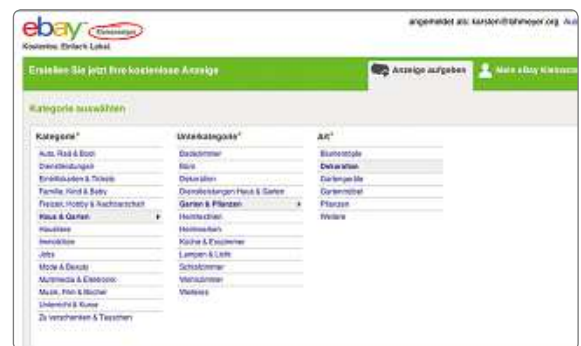 ebay Kleinanzeigen
angemeldet als: karsten@lohmeyer.org
Kostenlos. Einfach. Lokal.
Erstellen Sie jetzt Ihre kostenlose Anzeige
Anzeige aufgeben
Mein eBay
Kategorie auswählen
Kategorie*
Unterkategorie*
Art*
Auto, Rad & Boot
Badezimmer
Blumentöpfe
Dienstleistungen
Büro
Dekoration
Eintrittskarten & Tickets
Dekoration
Gartengeräte
Familie, Kind & Baby
Dienstleistungen Haus & Garten
Gartenmöbel
Freizeit, Hobby & Nachbarschaft
Garten & Pflanzen
Pflanzen
Haus & Garten
Heimtextilien
Weitere
Haustiere
Heimwerken
Immobilien
Küche & Esszimmer
Jobs
Lampen & Licht
Mode & Beauty
Schlafzimmer
Multimedia & Elektronik
Wohnzimmer
Musik, Film & Bücher
Weiteres
Unterricht & Kurse
Zu verschenken & Tauschen